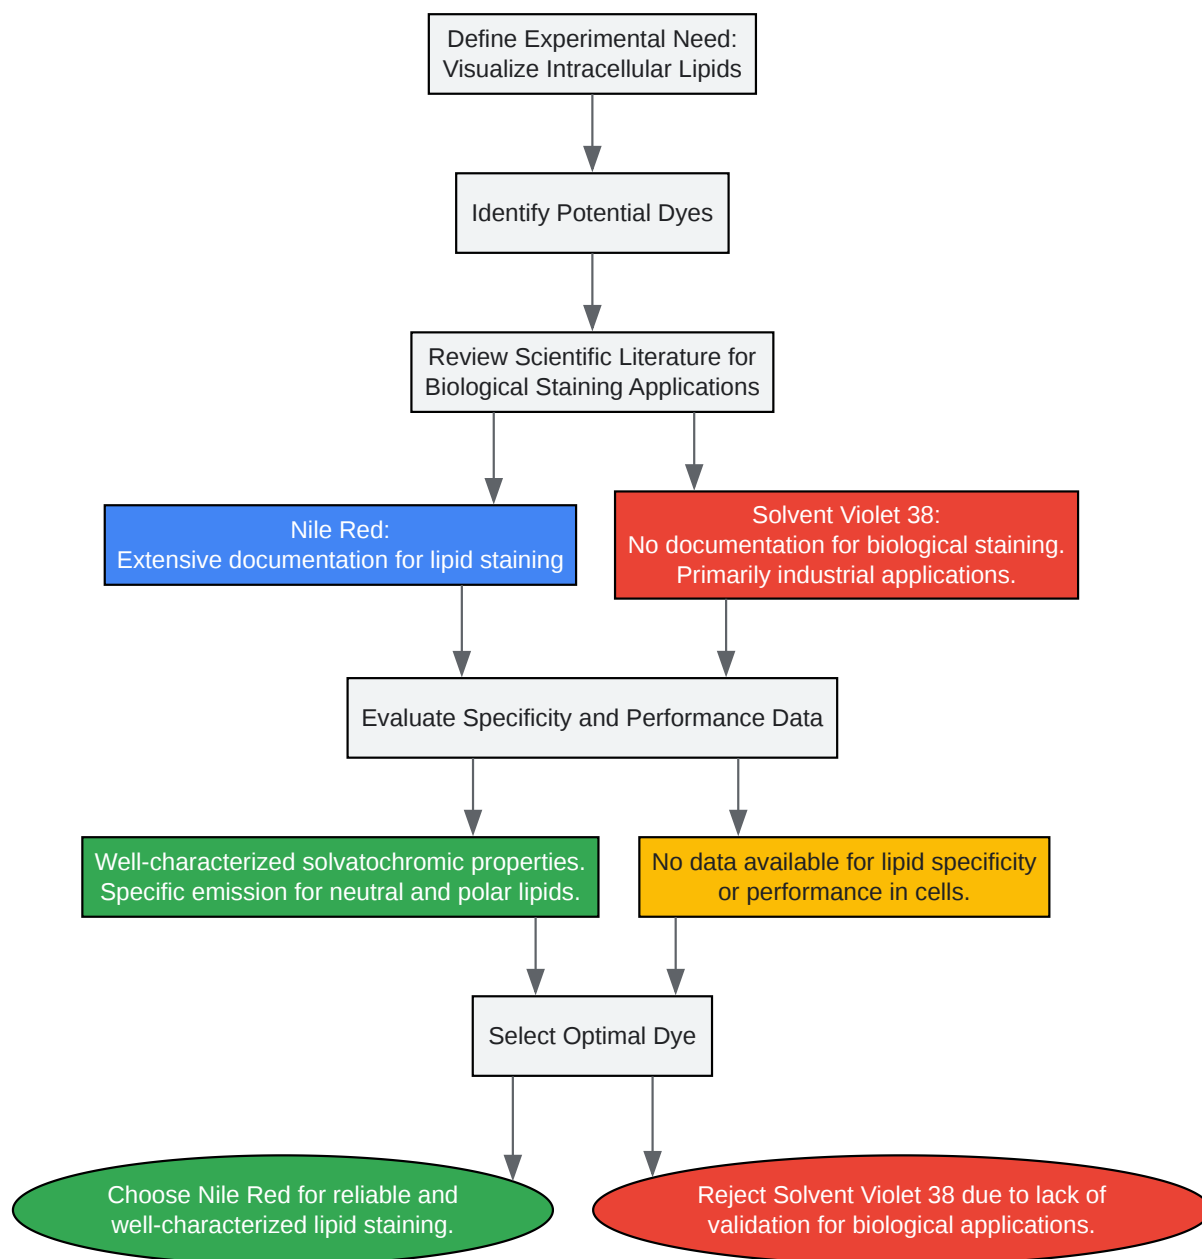 Define Experimental Need:
Visualize Intracellular Lipids
Identify Potential Dyes
Review Scientific Literature for
Biological Staining Applications
Nile Red:
Extensive documentation for lipid staining
Solvent Violet 38:
No documentation for biological staining.
Primarily industrial applications.
Evaluate Specificity and Performance Data
Well-characterized solvatochromic properties.
Specific emission for neutral and polar lipids.
No data available for lipid specificity
or performance in cells.
Select Optimal Dye
Choose Nile Red for reliable and
well-characterized lipid staining.
Reject Solvent Violet 38 due to lack of
validation for biological applications.